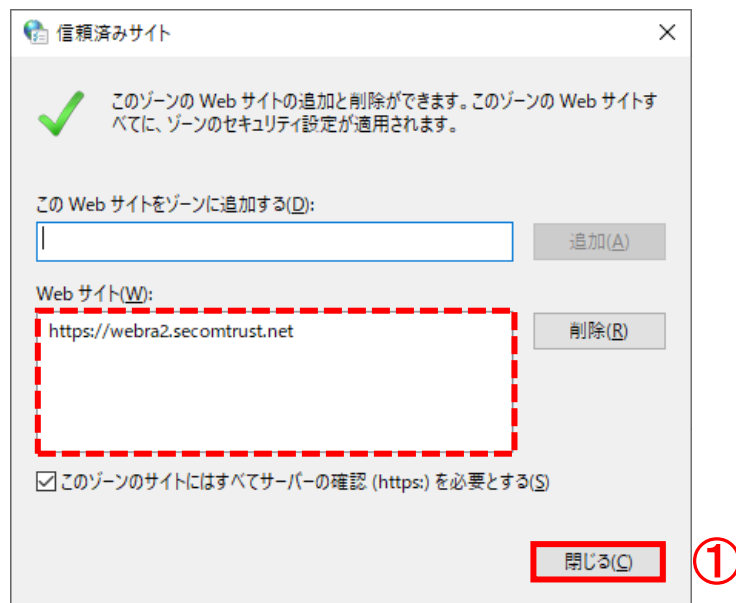 信頼済みサイト
このゾーンの Web サイトの追加と削除ができます。このゾーンの Web サイトす
べてに、ゾーンのセキュリティ設定が適用されます。
この Web サイトをゾーンに追加する(D):
追加(A)
Web サイト(W):
https://webra2.secomtrust.net
削除(R)
このゾーンのサイトにはすべてサーバーの確認 (https:) を必要とする(S)
閉じる(C)
①